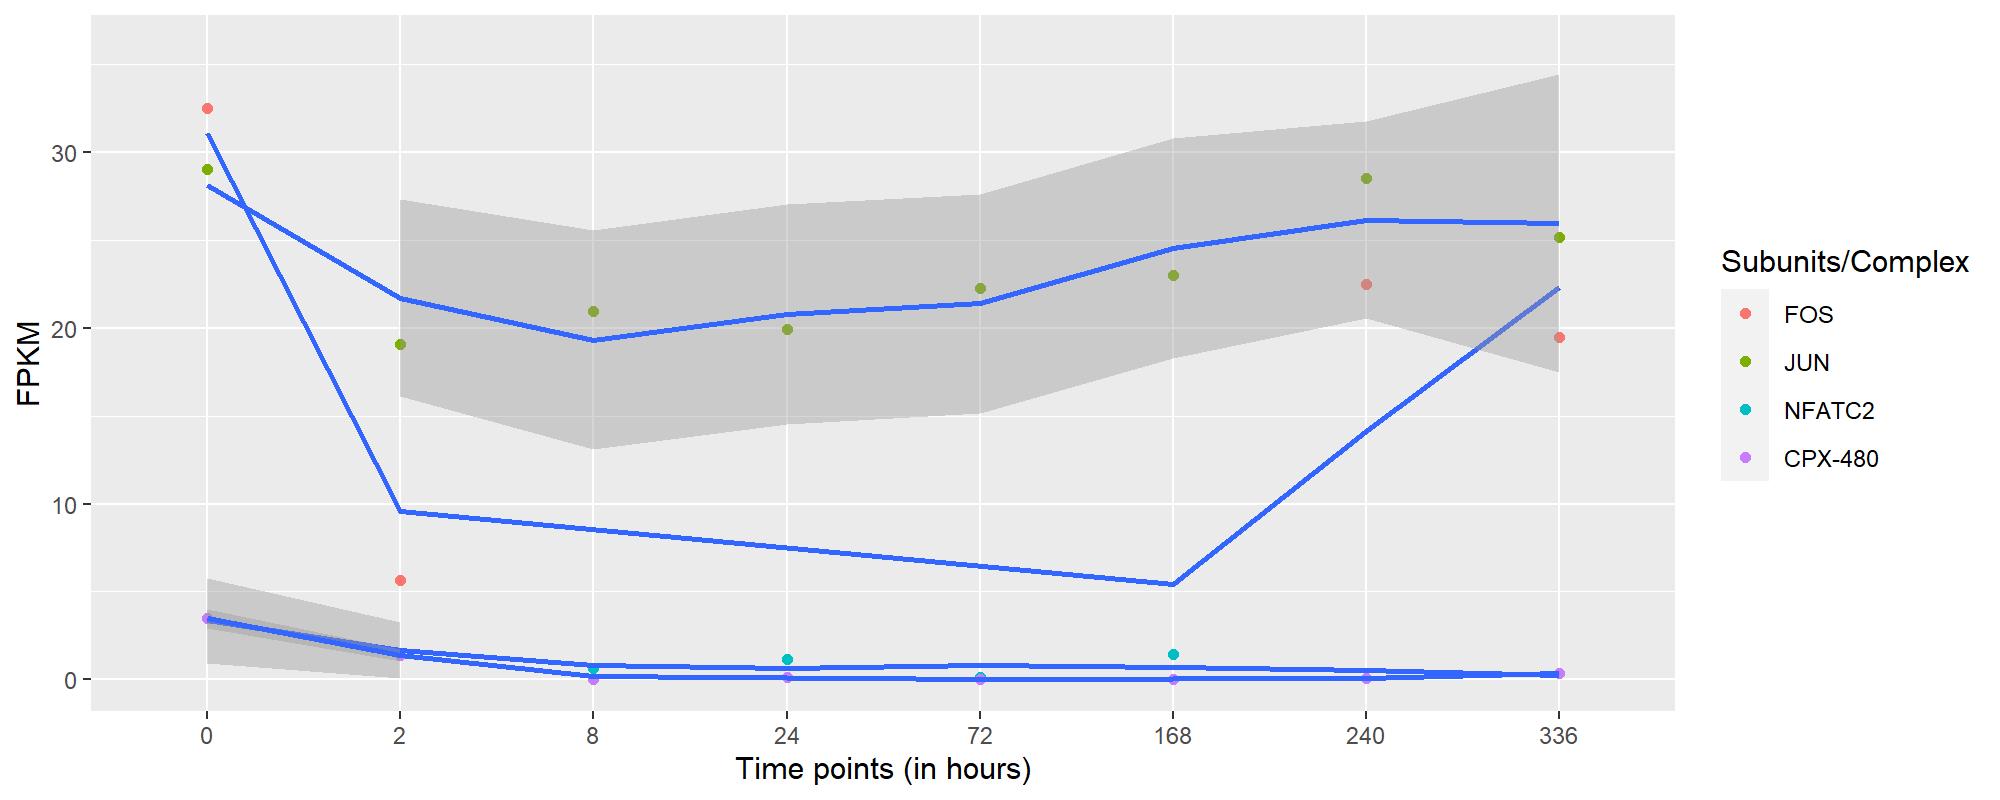 30
20
10
0
FPKM
0 2 8 24 72 168 240 336
Time points (in hours)
Subunits/Complex
FOS
JUN
NFATC2
CPX-480